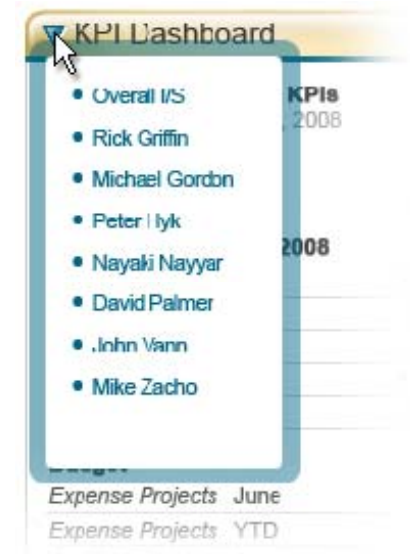 KPI Dashboard
• Overall I/S
KPIs
, 2008
• Rick Griffin
• Michael Gordon
• Peter Hyk
2008
• Nayaki Nayyar
• David Palmer
• John Vann
• Mike Zacho
Budget
Expense Projects June
Expense Projects YTD